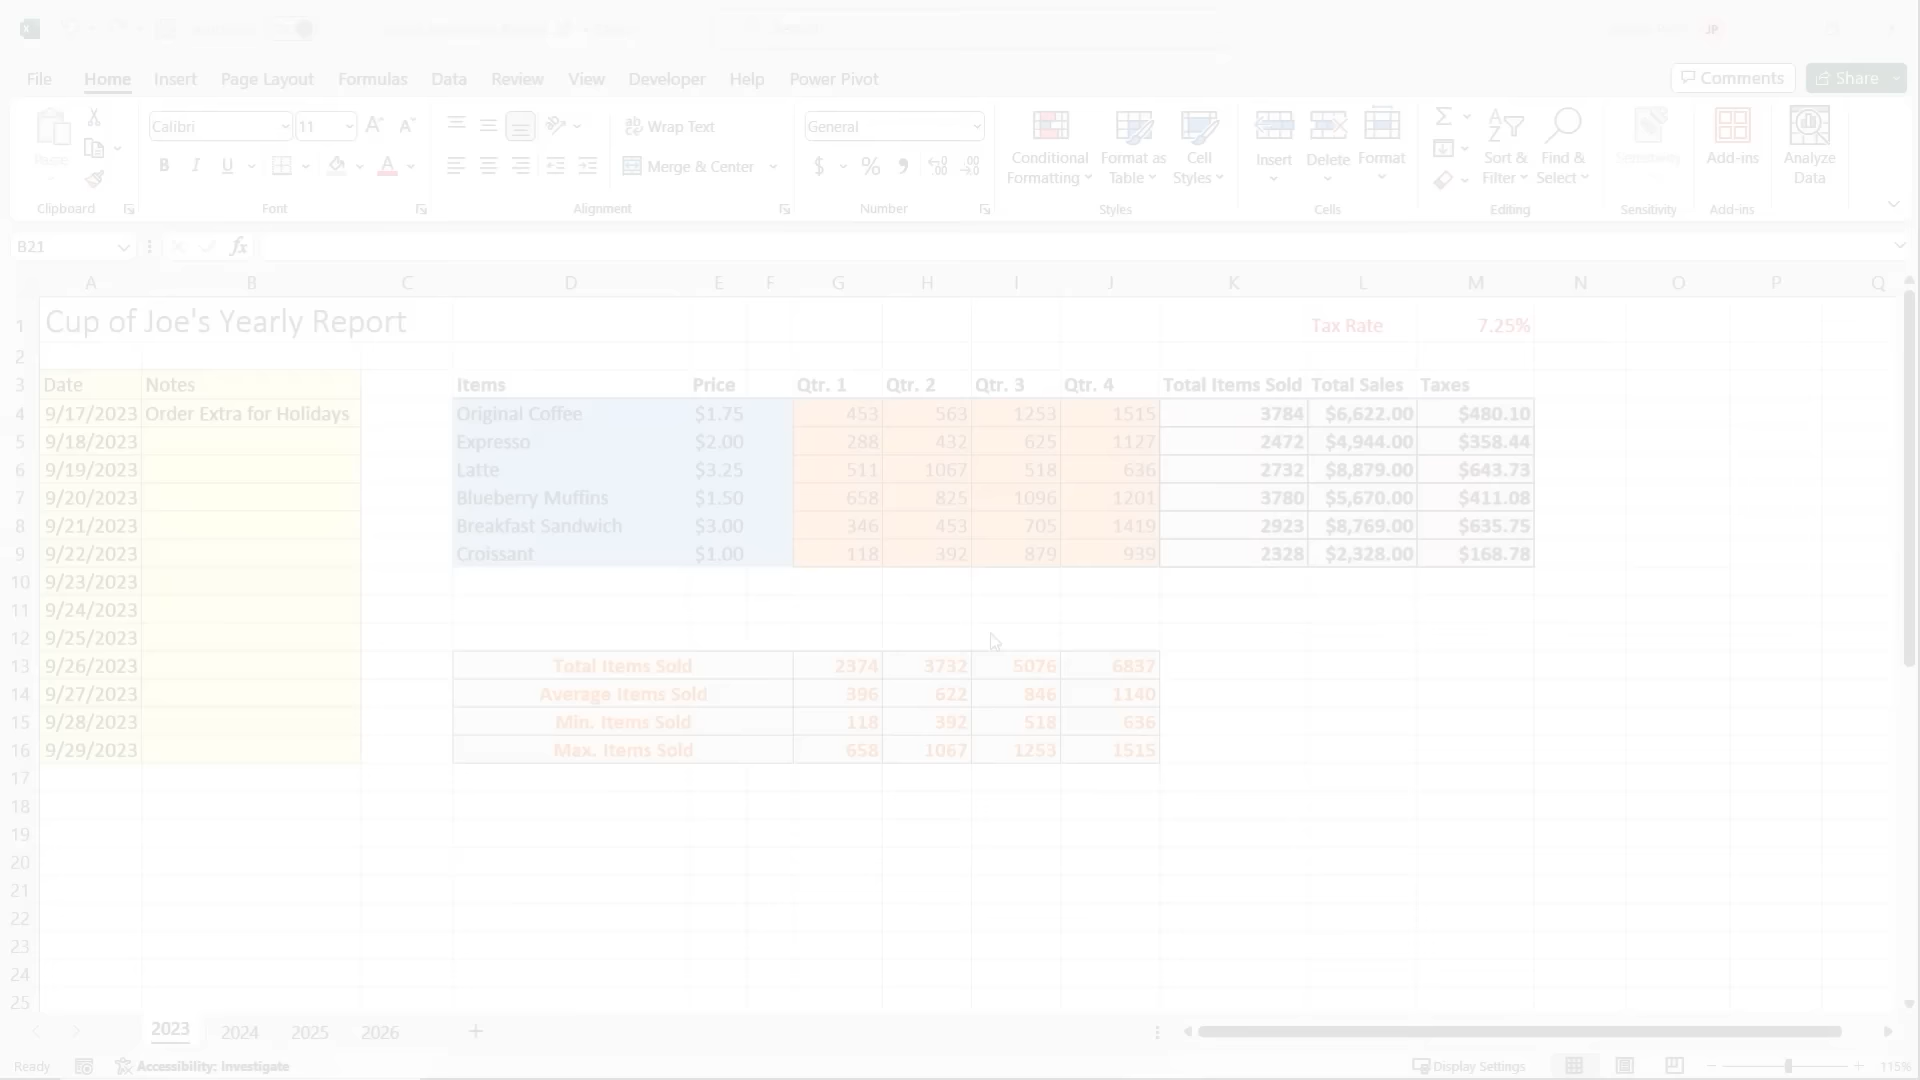 JP
File Home Insert Page Layout Formulas Data Review View Developer Help Power Pivot Comments Share
Calibri 11 Wrap Text General
Paste B I U Merge & Center $ % Conditional Formatting Format as Table Cell Styles Insert Delete Format Sort & Filter Find & Select Sensitivity Add-ins Analyze Data
Clipboard Font Alignment Number Styles Cells Editing Sensitivity Add-ins
B21 fx
A B C D E F G H I J K L M N O P Q
1 Cup of Joe's Yearly Report Tax Rate 7.25%
2
3 Date Notes Items Price Qtr. 1 Qtr. 2 Qtr. 3 Qtr. 4 Total Items Sold Total Sales Taxes
4 9/17/2023 Order Extra for Holidays Original Coffee $1.75 453 563 1253 1515 3784 $6,622.00 $480.10
5 9/18/2023 Expresso $2.00 288 432 625 1127 2472 $4,944.00 $358.44
6 9/19/2023 Latte $3.25 511 1067 518 636 2732 $8,879.00 $643.73
7 9/20/2023 Blueberry Muffins $1.50 658 825 1096 1201 3780 $5,670.00 $411.08
8 9/21/2023 Breakfast Sandwich $3.00 346 453 705 1419 2923 $8,769.00 $635.75
9 9/22/2023 Croissant $1.00 118 392 879 939 2328 $2,328.00 $168.78
10 9/23/2023
11 9/24/2023
12 9/25/2023
13 9/26/2023 Total Items Sold 2374 3732 5076 6837
14 9/27/2023 Average Items Sold 396 622 846 1140
15 9/28/2023 Min. Items Sold 118 392 518 636
16 9/29/2023 Max. Items Sold 658 1067 1253 1515
17
18
19
20
21
22
23
24
25
2023 2024 2025 2026
Ready Accessibility: Investigate Display Settings 115%